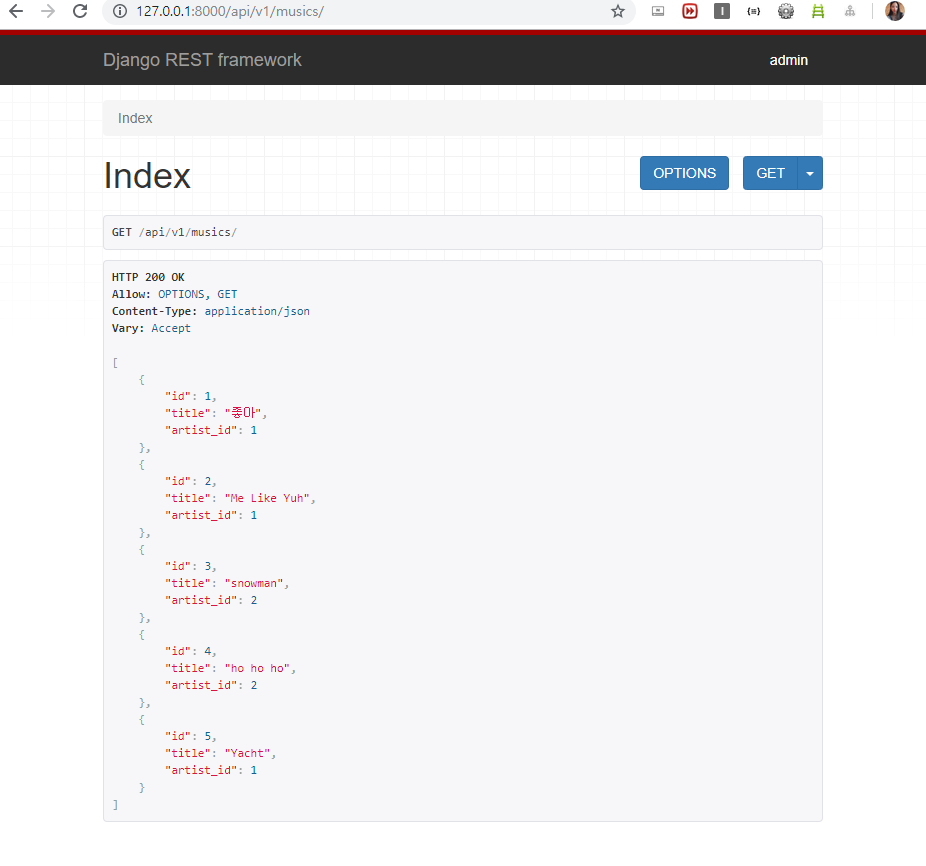 127.0.0.1:8000/api/v1/musics/
Django REST framework
admin
Index
Index
OPTIONS
GET
GET /api/v1/musics/
HTTP 200 OK
Allow: OPTIONS, GET
Content-Type: application/json
Vary: Accept
[
    {
        "id": 1,
        "title": "좋아",
        "artist_id": 1
    },
    {
        "id": 2,
        "title": "Me Like Yuh",
        "artist_id": 1
    },
    {
        "id": 3,
        "title": "snowman",
        "artist_id": 2
    },
    {
        "id": 4,
        "title": "ho ho ho",
        "artist_id": 2
    },
    {
        "id": 5,
        "title": "Yacht",
        "artist_id": 1
    }
]